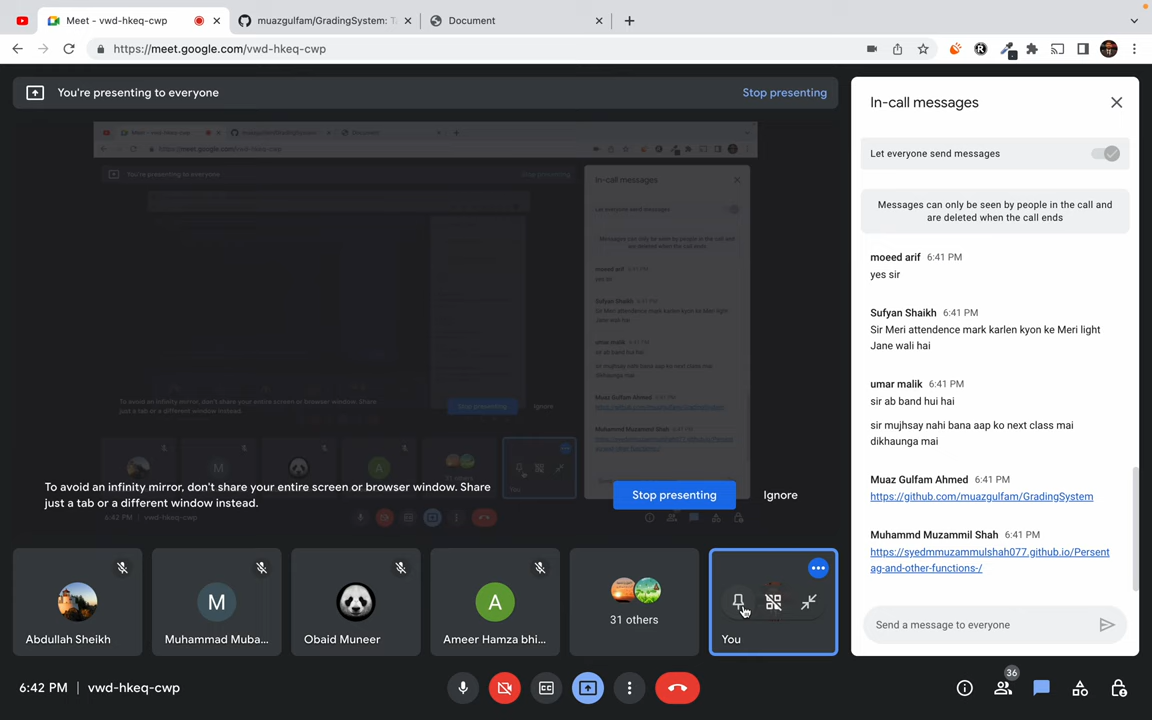 Meet - vwd-hkeq-cwp
muazgulfam/GradingSystem: T
Document
https://meet.google.com/vwd-hkeq-cwp
You're presenting to everyone
Stop presenting
In-call messages
Let everyone send messages
Messages can only be seen by people in the call and
are deleted when the call ends
moeed arif 6:41 PM
yes sir
Sufyan Shaikh 6:41 PM
Sir Meri attendence mark karlen kyon ke Meri light
Jane wali hai
umar malik 6:41 PM
sir ab band hui hai
sir mujhsay nahi bana aap ko next class mai
dikhaunga mai
Muaz Gulfam Ahmed 6:41 PM
https://github.com/muazgulfam/GradingSystem
Muhammd Muzammil Shah 6:41 PM
https://syedmmuzammulshah077.github.io/Persent
ag-and-other-functions-/
Send a message to everyone
To avoid an infinity mirror, don't share your entire screen or browser window. Share
just a tab or a different window instead.
Stop presenting
Ignore
Abdullah Sheikh
M
Muhammad Muba...
Obaid Muneer
A
Ameer Hamza bhi...
31 others
You
6:42 PM
vwd-hkeq-cwp
36